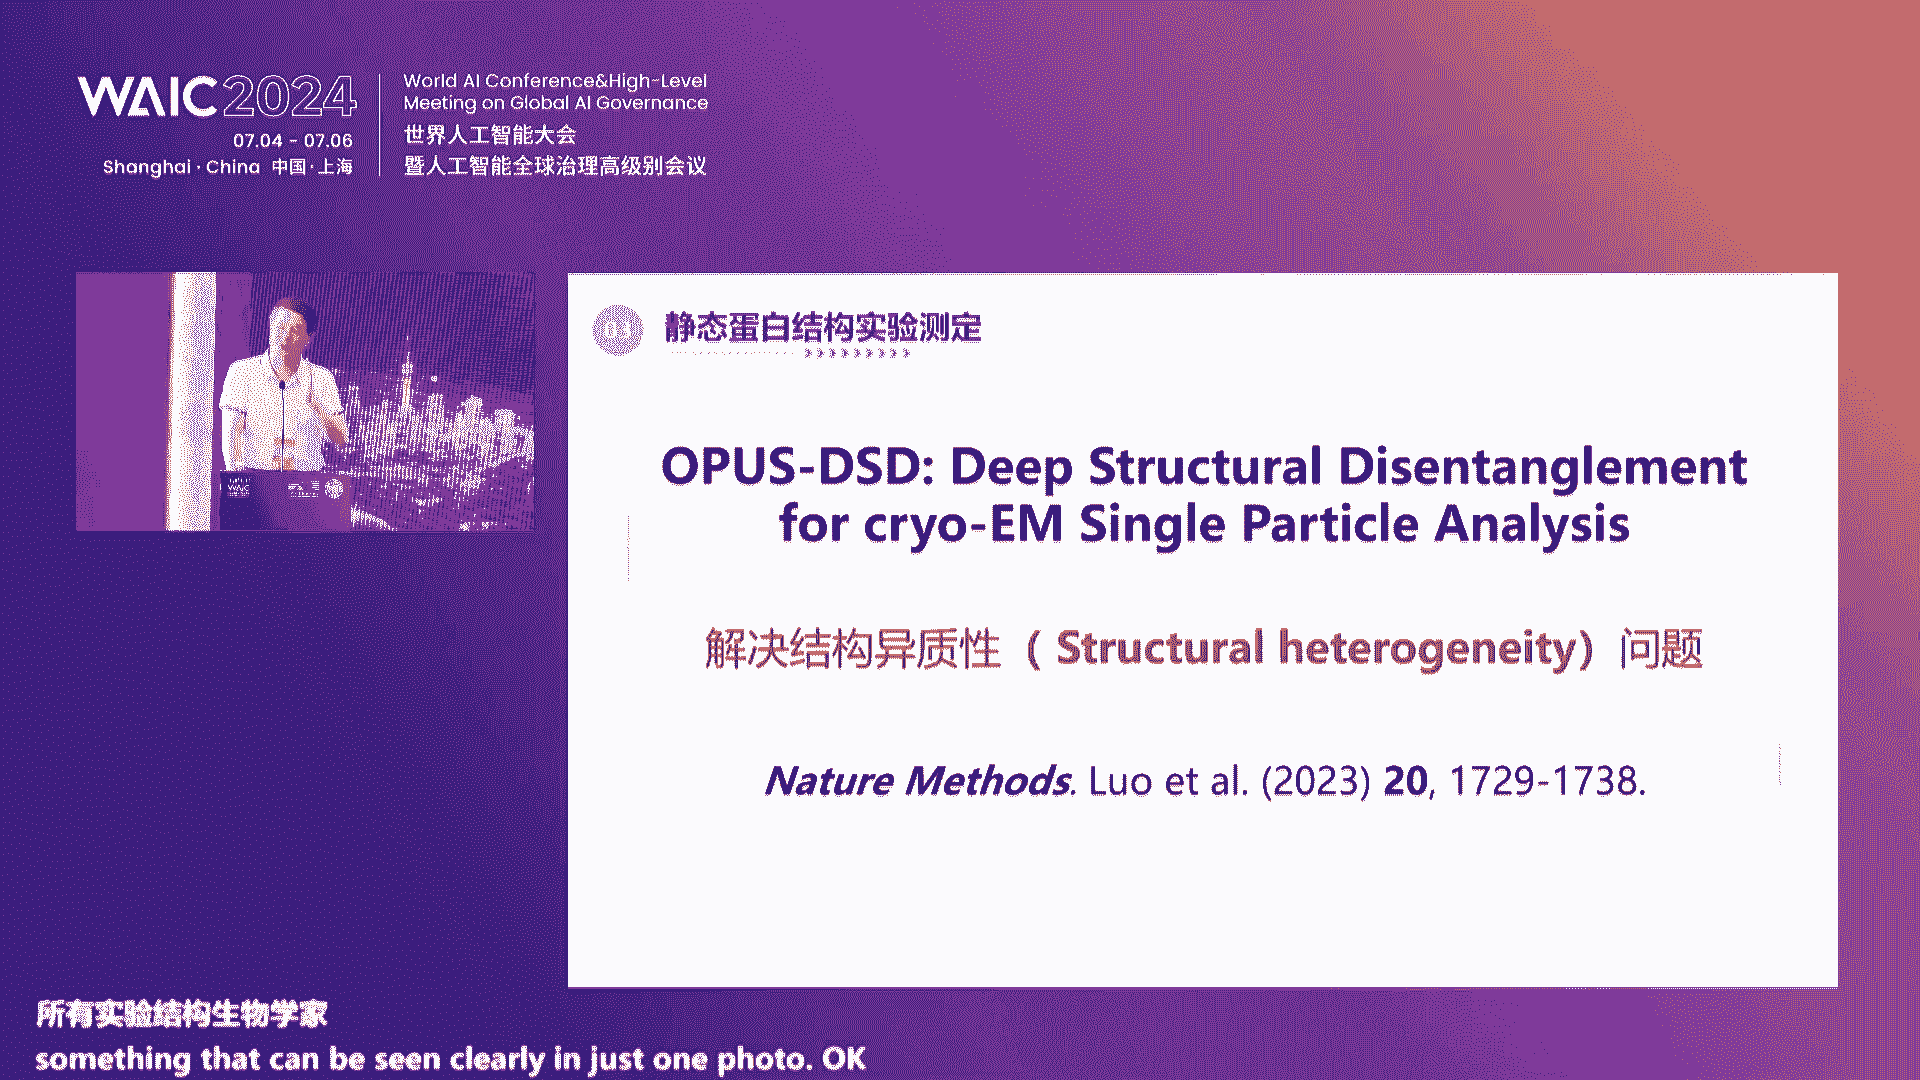 WAIC 2024
07.04 - 07.06
Shanghai · China 中国·上海
World AI Conference&High-Level
Meeting on Global AI Governance
世界人工智能大会
暨人工智能全球治理高级别会议
03 静态蛋白结构实验测定
OPUS-DSD: Deep Structural Disentanglement
for cryo-EM Single Particle Analysis
解决结构异质性（ Structural heterogeneity）问题
Nature Methods. Luo et al. (2023) 20, 1729-1738.
WAIC
所有实验结构生物学家
something that can be seen clearly in just one photo. OK